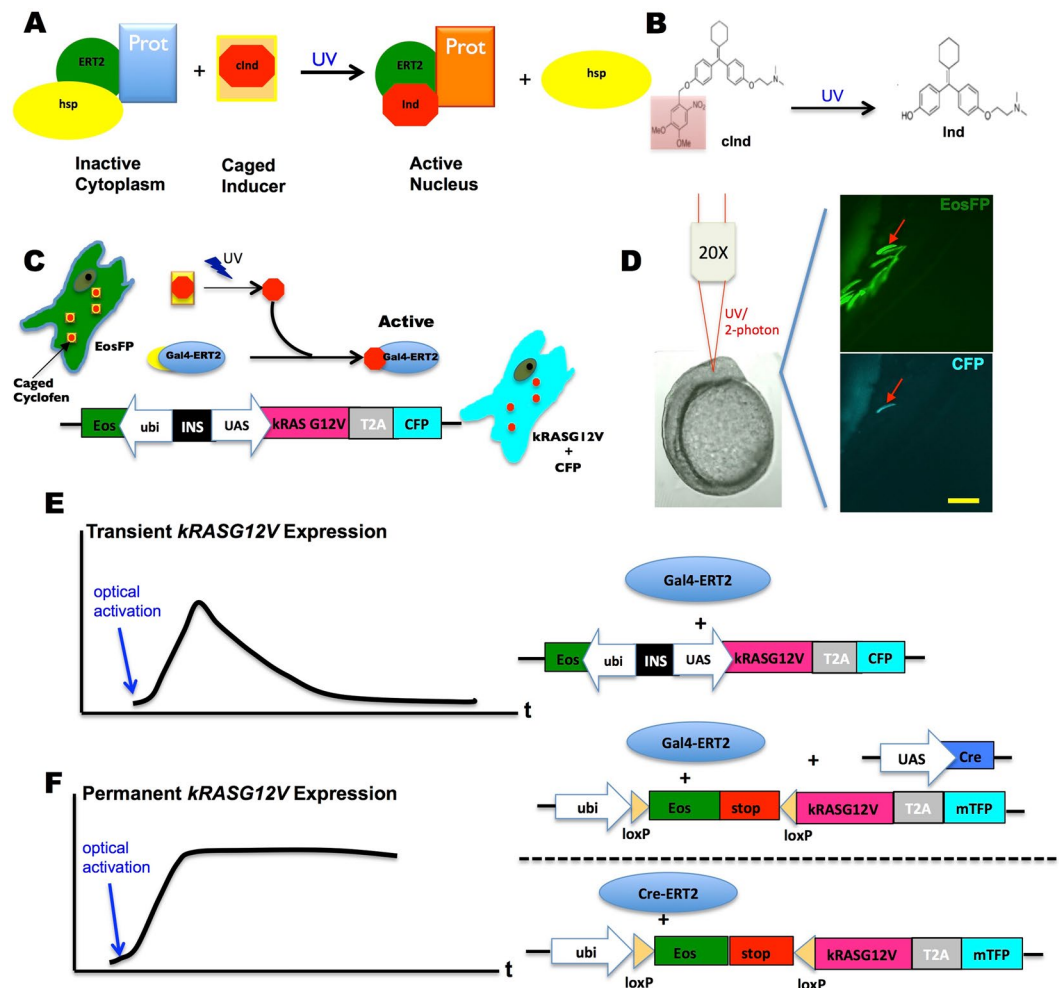 A
ERT2
Prot
hsp
+
cInd
UV
ERT2
Prot
Ind
+
hsp
Inactive
Cytoplasm
Caged
Inducer
Active
Nucleus
B
NO₂
MeO
OMe
cInd
UV
HO
Ind
C
UV
EosFP
Caged
Cyclofen
Gal4-ERT2
Active
Gal4-ERT2
Eos ubi INS UAS kRAS G12V T2A CFP
kRASG12V
+
CFP
D
20X
UV/
2-photon
EosFP
CFP
E
Transient kRASG12V Expression
optical
activation
t
Gal4-ERT2
+
Eos ubi INS UAS kRASG12V T2A CFP
F
Permanent kRASG12V Expression
optical
activation
t
Gal4-ERT2
+
+
UAS Cre
ubi Eos stop kRASG12V T2A mTFP
loxP loxP
Cre-ERT2
+
ubi Eos stop kRASG12V T2A mTFP
loxP loxP